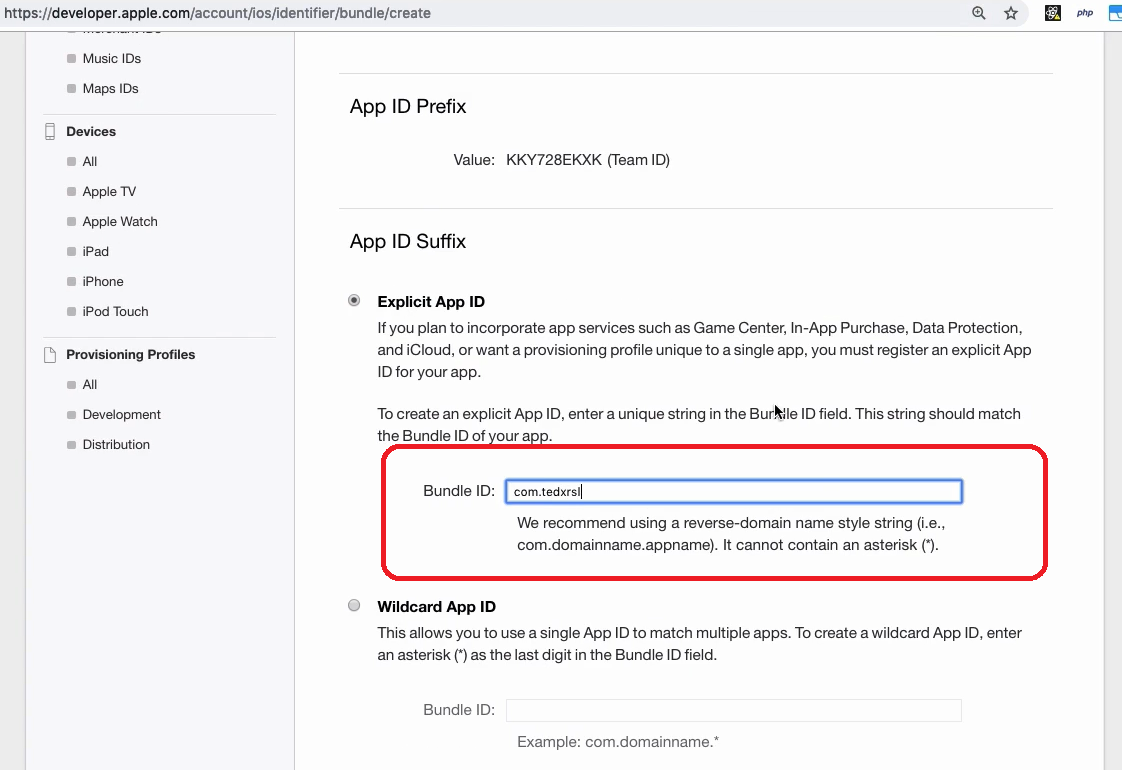 https://developer.apple.com/account/ios/identifier/bundle/create
php
Merchant IDs
Music IDs
Maps IDs
Devices
All
Apple TV
Apple Watch
iPad
iPhone
iPod Touch
Provisioning Profiles
All
Development
Distribution
App ID Prefix
Value: KKY728EKXK (Team ID)
App ID Suffix
Explicit App ID
If you plan to incorporate app services such as Game Center, In-App Purchase, Data Protection,
and iCloud, or want a provisioning profile unique to a single app, you must register an explicit App
ID for your app.
To create an explicit App ID, enter a unique string in the Bundle ID field. This string should match
the Bundle ID of your app.
Bundle ID: com.tedxrsl
We recommend using a reverse-domain name style string (i.e.,
com.domainname.appname). It cannot contain an asterisk (*).
Wildcard App ID
This allows you to use a single App ID to match multiple apps. To create a wildcard App ID, enter
an asterisk (*) as the last digit in the Bundle ID field.
Bundle ID:
Example: com.domainname.*